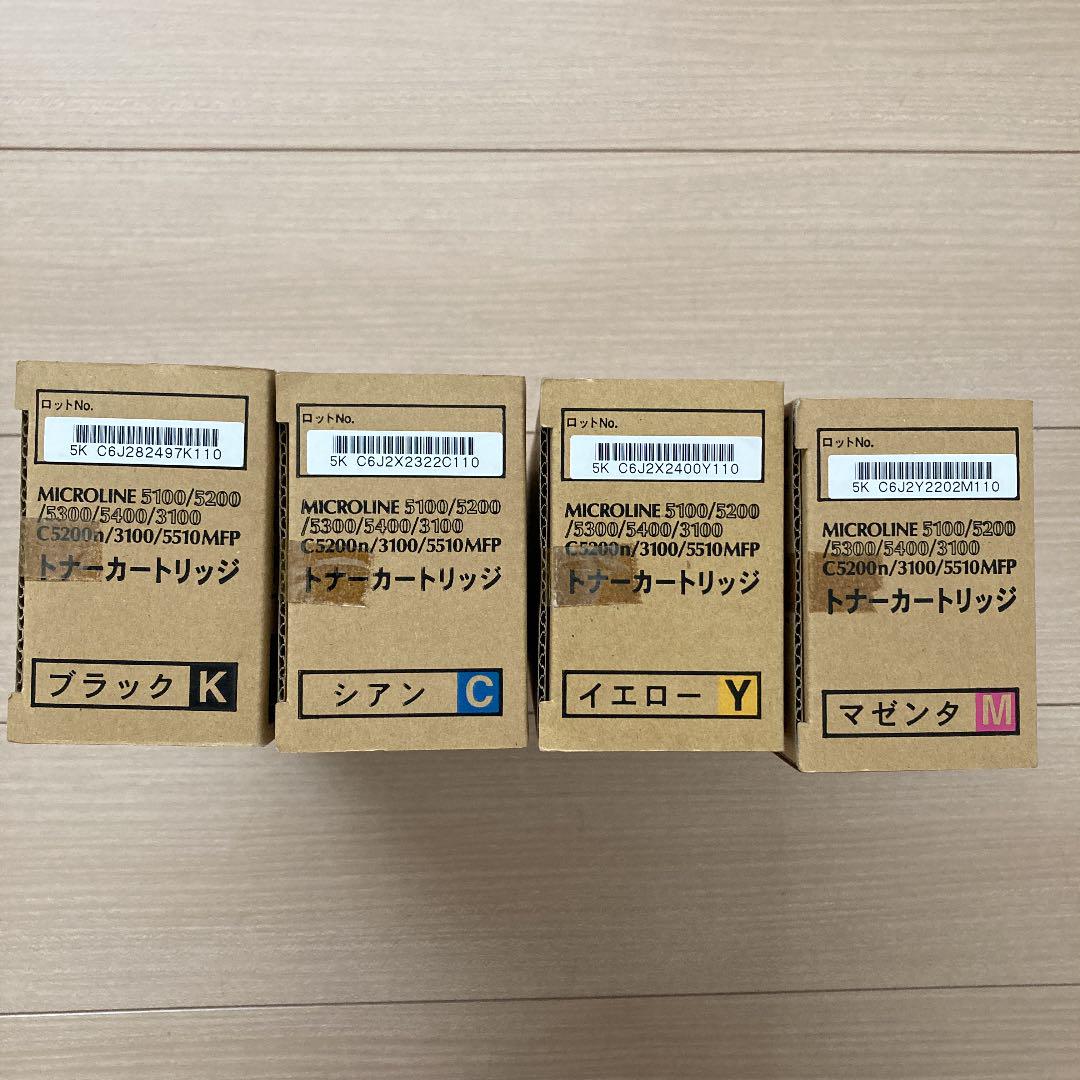 ロットNo.
5K C6J282497K110
MICROLINE 5100/5200
/5300/5400/3100
C5200n/3100/5510MFP
トナーカートリッジ
ブラック K
ロットNo.
5K C6J2X2322C110
MICROLINE 5100/5200
/5300/5400/3100
C5200n/3100/5510MFP
トナーカートリッジ
シアン C
ロットNo.
5K C6J2X2400Y110
MICROLINE 5100/5200
/5300/5400/3100
C5200n/3100/5510MFP
トナーカートリッジ
イエロー Y
ロットNo.
5K C6J2Y2202M110
MICROLINE 5100/5200
/5300/5400/3100
C5200n/3100/5510MFP
トナーカートリッジ
マゼンタ M